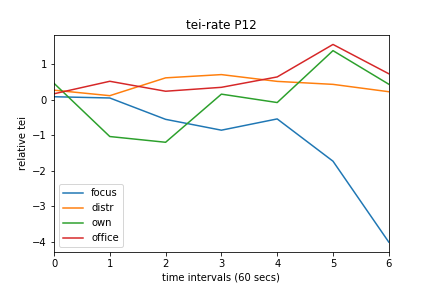 tei-rate P12
relative tei
1
0
−1
−2
−3
−4
focus
distr
own
office
0 1 2 3 4 5 6
time intervals (60 secs)